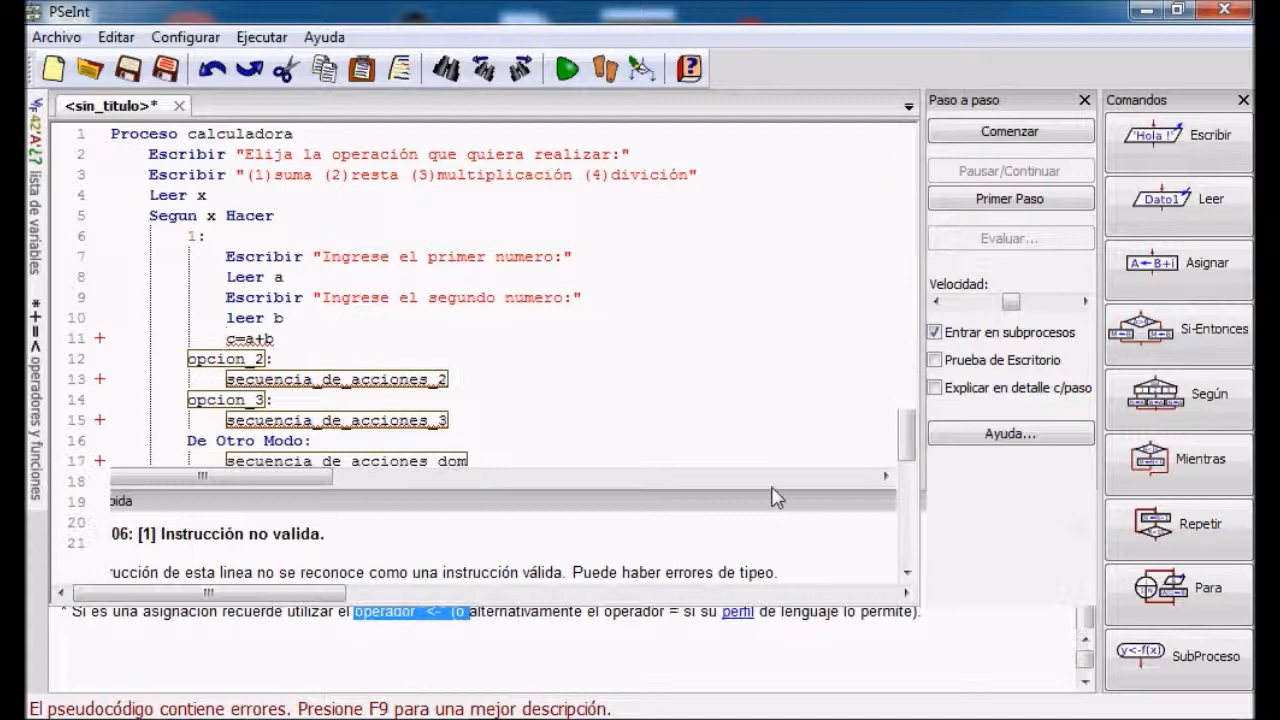 PSeInt
Archivo Editar Configurar Ejecutar Ayuda
<sin_titulo>*
lista de variables
* + = < operadoras y funciones
1 Proceso calculadora
2 Escribir "Elija la operación que quiera realizar:"
3 Escribir "(1)suma (2)resta (3)multiplicación (4)divición"
4 Leer x
5 Segun x Hacer
6 1:
7 Escribir "Ingrese el primer numero:"
8 Leer a
9 Escribir "Ingrese el segundo numero:"
10 leer b
11 c=a+b
12 opcion_2:
13 secuencia_de_acciones_2
14 opcion_3:
15 secuencia_de_acciones_3
16 De Otro Modo:
17 secuencia de acciones dom
18
19
20
21
pida
06: [1] Instrucción no valida.
rucción de esta linea no se reconoce como una instrucción válida. Puede haber errores de tipeo.
* Si es una asignación recuerde utilizar el operador <- (o alternativamente el operador = si su perfil de lenguaje lo permite).
El pseudocódigo contiene errores. Presione F9 para una mejor descripción.
Paso a paso
Comenzar
Pausar/Continuar
Primer Paso
Evaluar...
Velocidad:
Entrar en subprocesos
Prueba de Escritorio
Explicar en detalle c/paso
Ayuda...
Comandos
'Hola !' Escribir
Dato1 Leer
A←B+i Asignar
Si-Entonces
Según
Mientras
Repetir
Para
y<-f(x) SubProceso